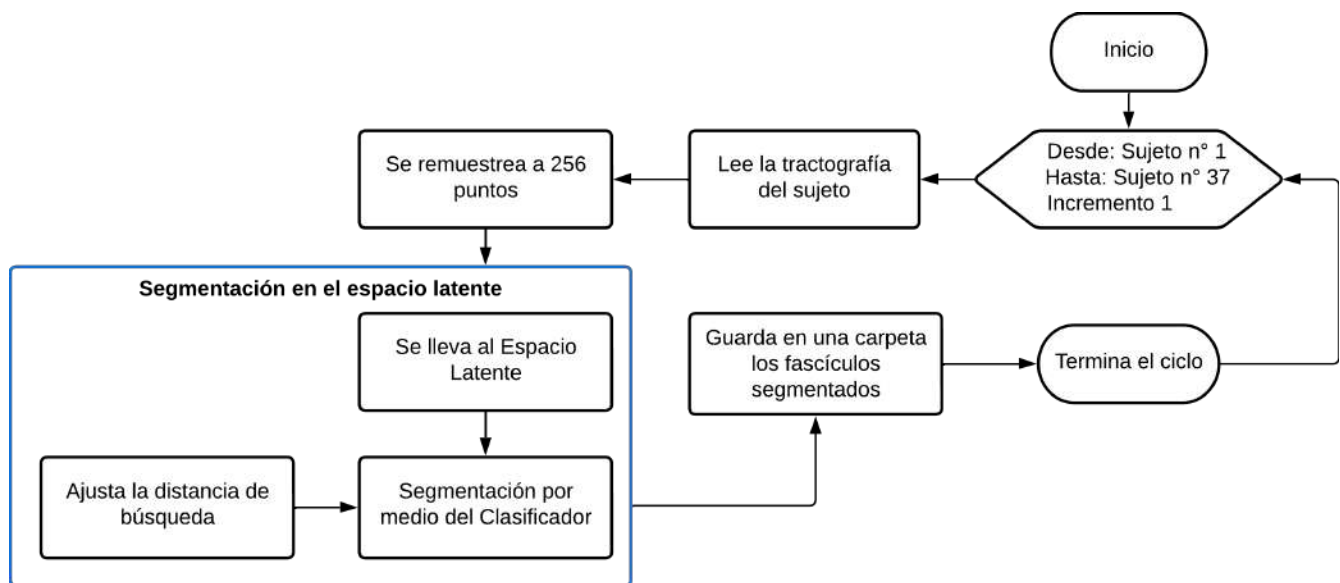 Inicio
Desde: Sujeto n° 1
Hasta: Sujeto n° 37
Incremento 1
Lee la tractografía
del sujeto
Se remuestrea a 256
puntos
Segmentación en el espacio latente
Se lleva al Espacio
Latente
Ajusta la distancia de
búsqueda
Segmentación por
medio del Clasificador
Guarda en una carpeta
los fascículos
segmentados
Termina el ciclo